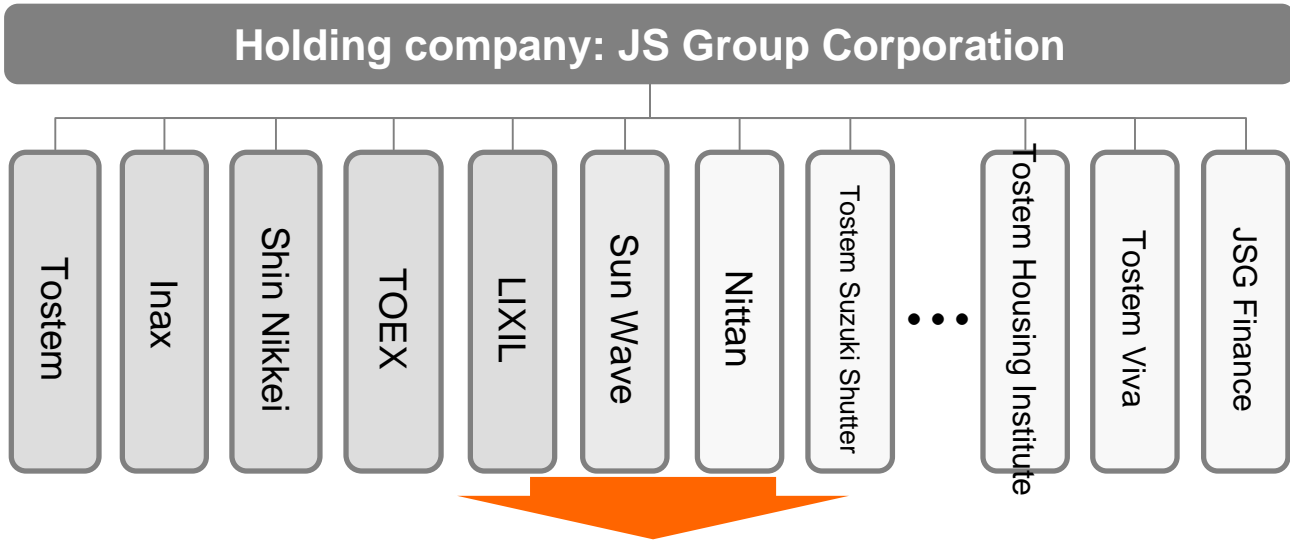 Holding company: JS Group Corporation
Tostem
Inax
Shin Nikkei
TOEX
LIXIL
Sun Wave
Nittan
Tostem Suzuki Shutter
•••
Tostem Housing Institute
Tostem Viva
JSG Finance